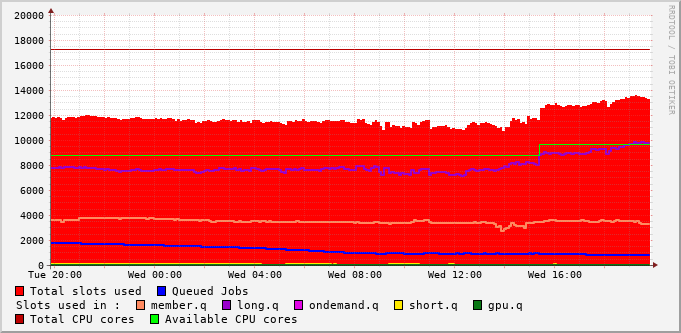 20000
18000
16000
14000
12000
10000
8000
6000
4000
2000
0
Tue 20:00 Wed 00:00 Wed 04:00 Wed 08:00 Wed 12:00 Wed 16:00
Total slots used Queued Jobs
Slots used in : member.q long.q ondemand.q short.q gpu.q
Total CPU cores Available CPU cores
RRDTOOL / TOBI OETIKER